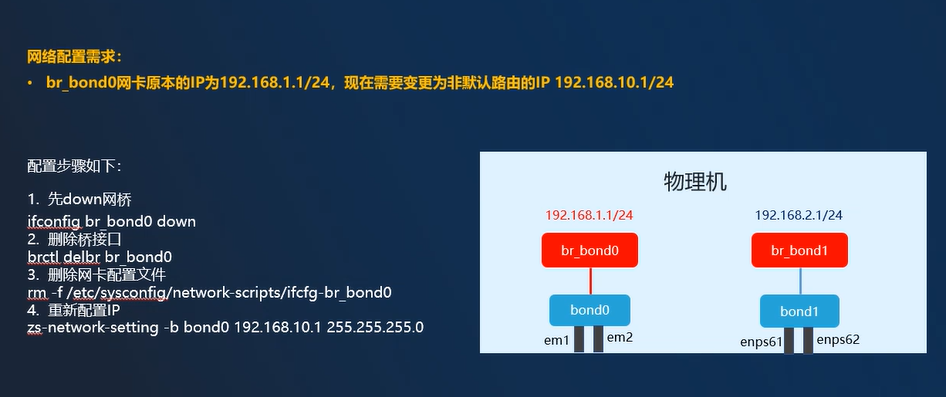 网络配置需求：
• br_bond0网卡原本的IP为192.168.1.1/24，现在需要变更为非默认路由的IP 192.168.10.1/24
配置步骤如下：
1. 先down网桥
ifconfig br_bond0 down
2. 删除桥接口
brctl delbr br_bond0
3. 删除网卡配置文件
rm -f /etc/sysconfig/network-scripts/ifcfg-br_bond0
4. 重新配置IP
zs-network-setting -b bond0 192.168.10.1 255.255.255.0
物理机
192.168.1.1/24
192.168.2.1/24
br_bond0
br_bond1
bond0
bond1
em1
em2
enps61
enps62